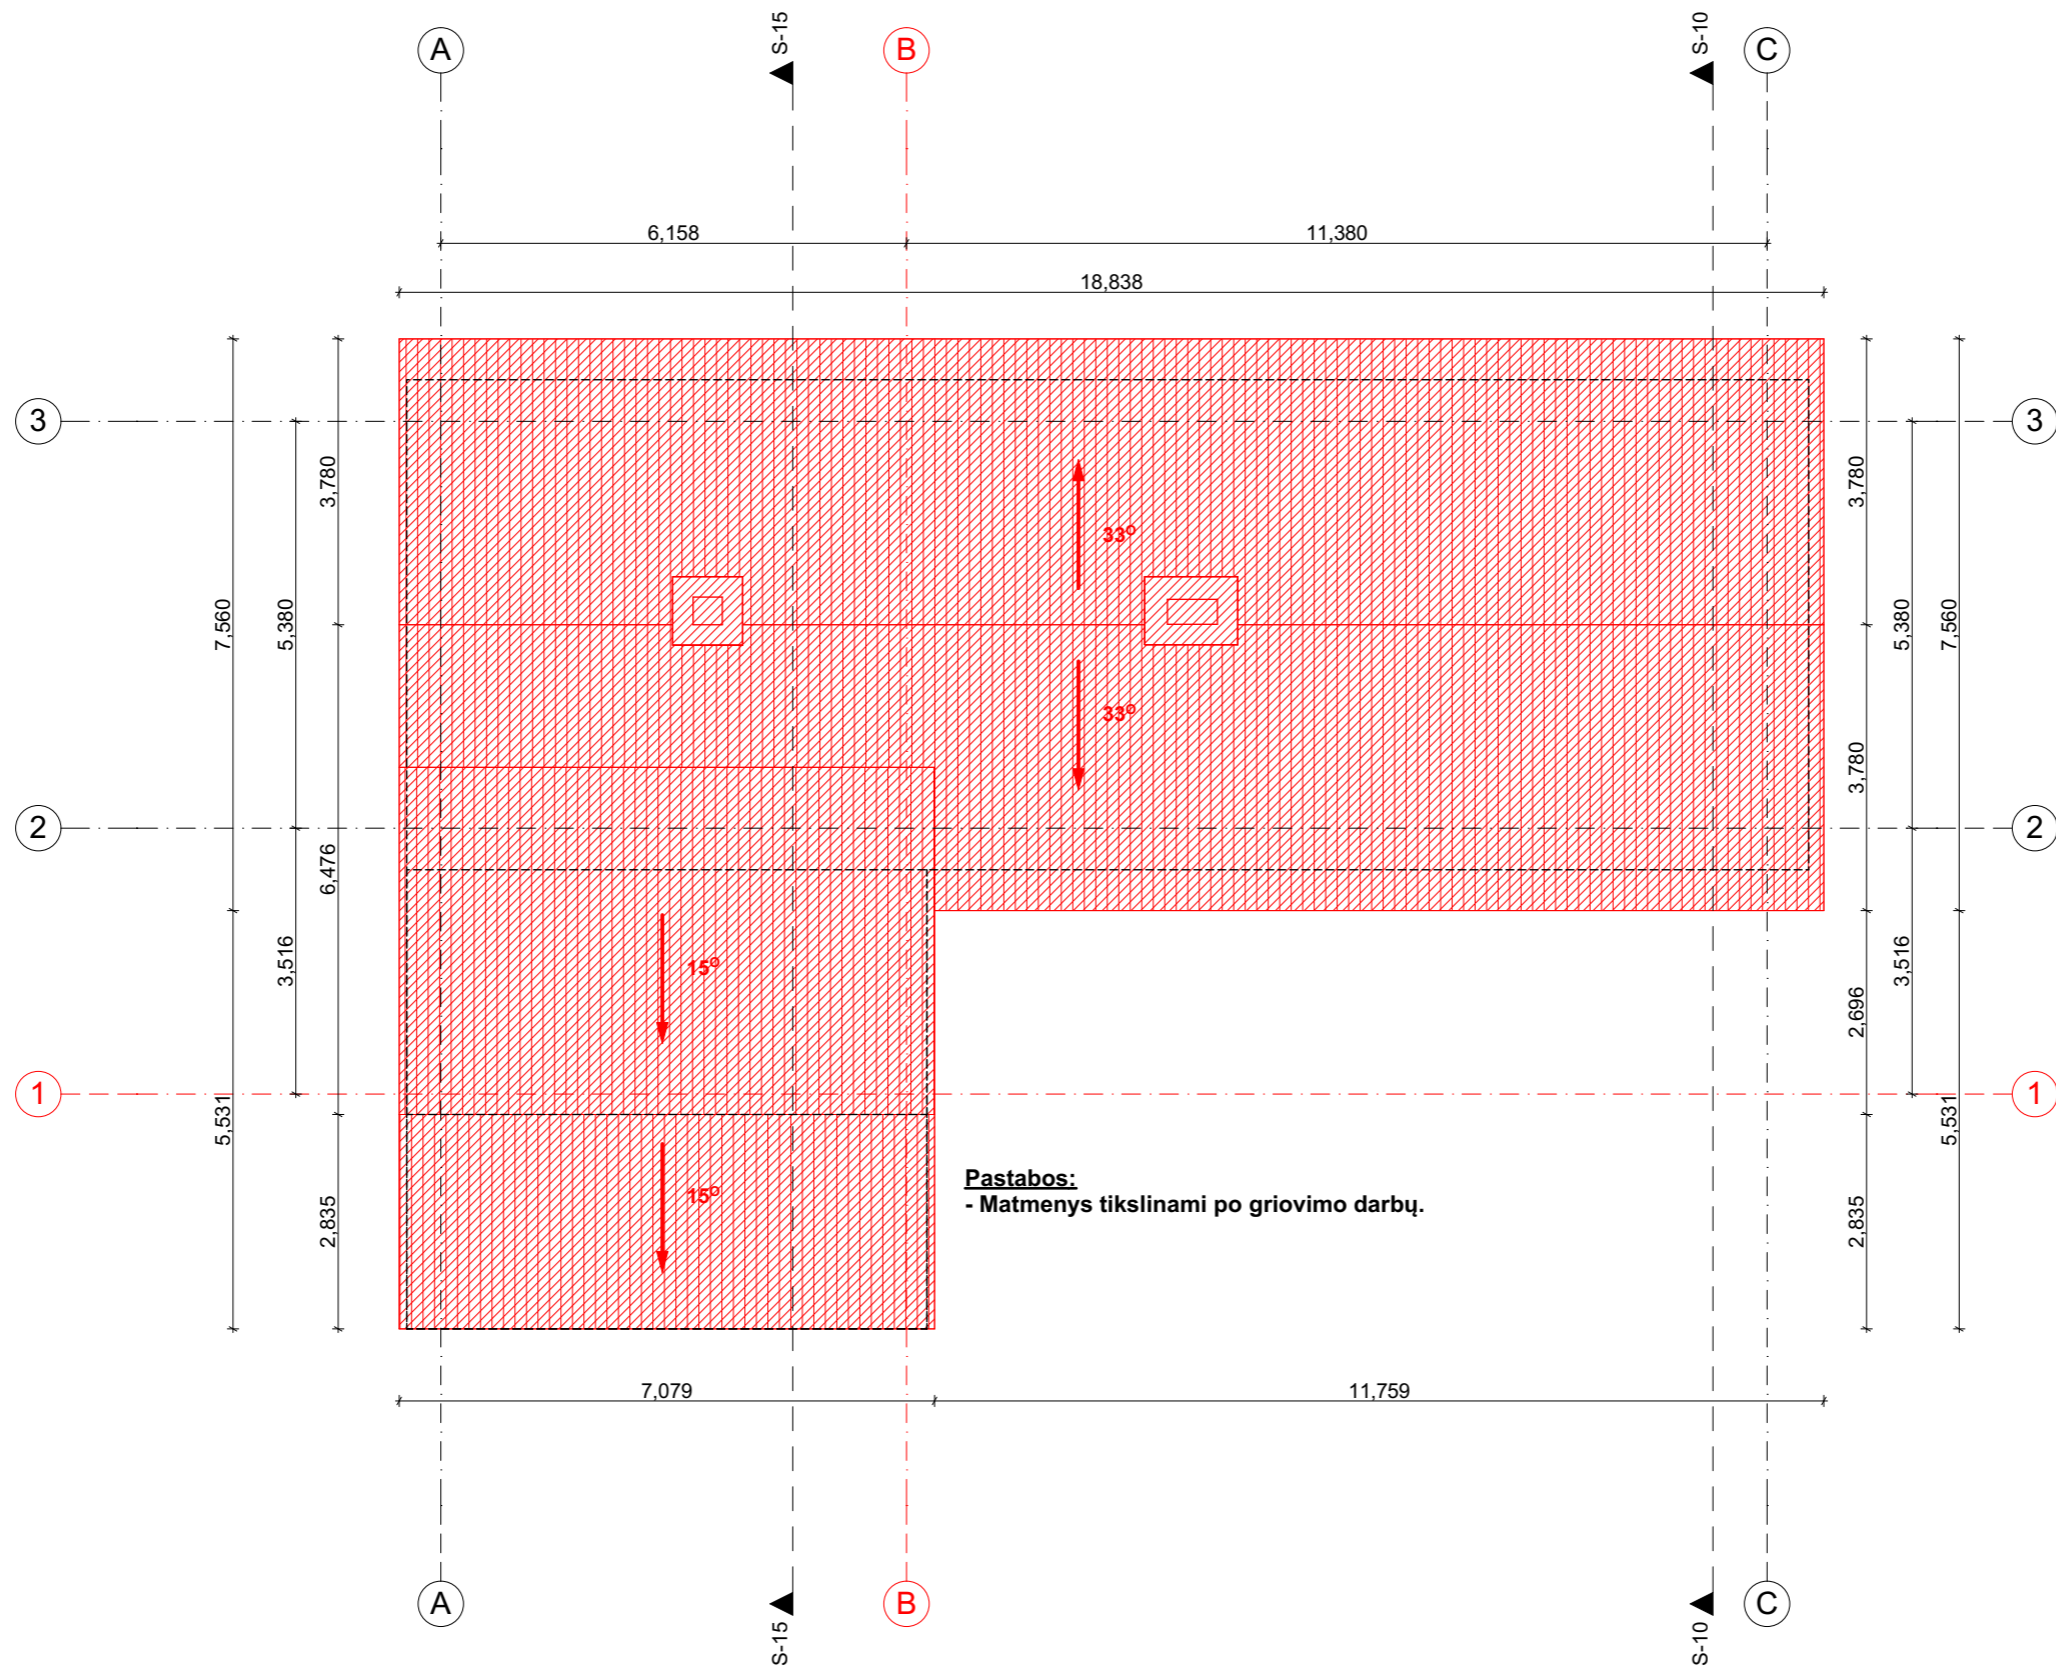 S-15
S-10
A
B
C
6,158
11,380
18,838
3
3
3,780
3,780
33°
33°
7,560
5,380
5,380
7,560
3,780
2
2
6,476
3,516
15°
2,696
3,516
1
1
5,531
5,531
15°
2,835
2,835
Pastabos:
- Matmenys tikslinami po griovimo darbų.
7,079
11,759
A
B
C
S-15
S-10